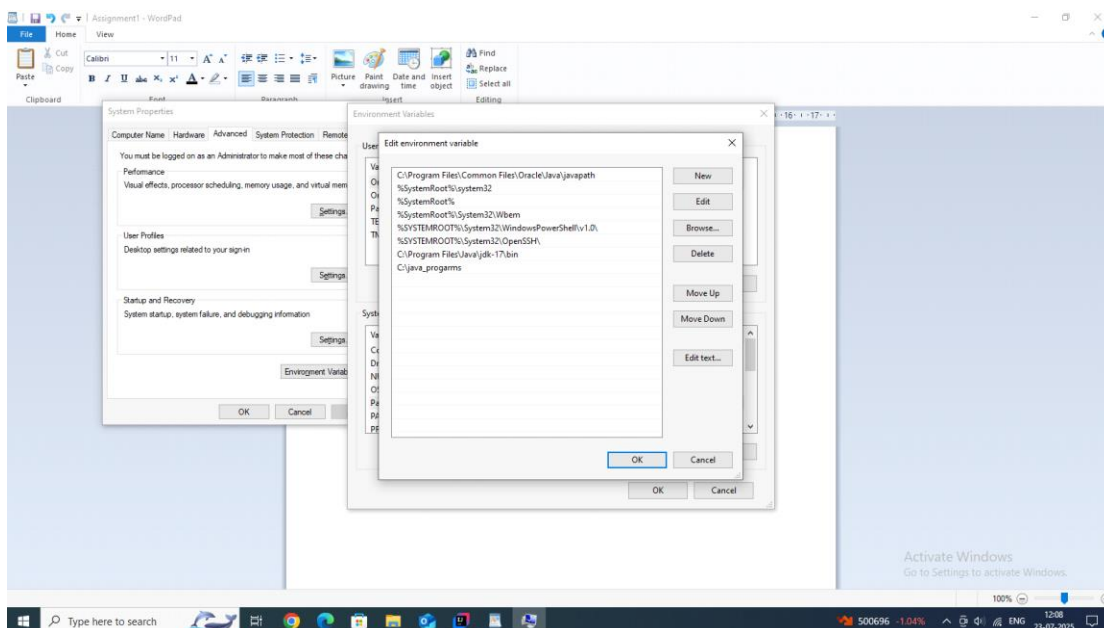 Assignment1 - WordPad
File Home View
Cut
Copy
Paste
Clipboard
Calibri 11
Font
Paragraph
Picture
Paint drawing
Date and time
Insert object
Insert
Find
Replace
Select all
Editing
System Properties
Computer Name Hardware Advanced System Protection Remote
You must be logged on as an Administrator to make most of these cha
Performance
Visual effects, processor scheduling, memory usage, and virtual mem
Settings
User Profiles
Desktop settings related to your sign-in
Settings
Startup and Recovery
System startup, system failure, and debugging information
Settings
Environment Variab
OK Cancel
Environment Variables
User
Edit environment variable
C:\Program Files\Common Files\Oracle\Java\javapath
%SystemRoot%\system32
%SystemRoot%
%SystemRoot%\System32\Wbem
%SYSTEMROOT%\System32\WindowsPowerShell\v1.0\
%SYSTEMROOT%\System32\OpenSSH\
C:\Program Files\Java\jdk-17\bin
C:\java_progarms
New
Edit
Browse...
Delete
Move Up
Move Down
Edit text...
OK Cancel
OK Cancel
16 17
Activate Windows
Go to Settings to activate Windows.
100%
Type here to search
500696 -1.04%
ENG
12:08
23-07-2025